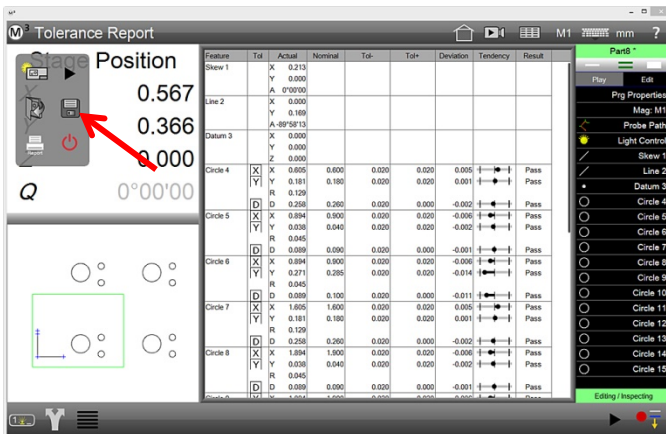 M³
M³ Tolerance Report M1 mm ?
Stage Position
X 0.567
Y 0.366
Z 0.000
Q 0°00'00
Report
Feature Tol Actual Nominal Tol- Tol+ Deviation Tendency Result
Skew 1 X 0.213
Y 0.000
A 0°00'00
Line 2 X 0.000
Y 0.169
A -89°58'13
Datum 3 X 0.000
Y 0.000
Z 0.000
Circle 4 X X 0.605 0.600 0.020 0.020 0.005 Pass
Y Y 0.181 0.180 0.020 0.020 0.001 Pass
R 0.129
D D 0.258 0.260 0.020 0.000 -0.002 Pass
Circle 5 X X 0.894 0.900 0.020 0.020 -0.006 Pass
Y Y 0.038 0.040 0.020 0.020 -0.002 Pass
R 0.045
D D 0.089 0.090 0.020 0.000 -0.001 Pass
Circle 6 X X 0.894 0.900 0.020 0.020 -0.006 Pass
Y Y 0.271 0.285 0.020 0.020 -0.014 Pass
R 0.045
D D 0.089 0.100 0.020 0.000 -0.011 Pass
Circle 7 X X 1.605 1.600 0.020 0.020 0.005 Pass
Y Y 0.181 0.180 0.020 0.020 0.001 Pass
R 0.129
D D 0.258 0.260 0.020 0.000 -0.002 Pass
Circle 8 X X 1.894 1.900 0.020 0.020 -0.006 Pass
Y Y 0.038 0.040 0.020 0.020 -0.002 Pass
R 0.045
D D 0.089 0.090 0.020 0.000 -0.001 Pass
Part8 *
Play Edit
Prg Properties
Mag: M1
Probe Path
Light Control
Skew 1
Line 2
Datum 3
Circle 4
Circle 5
Circle 6
Circle 7
Circle 8
Circle 9
Circle 10
Circle 11
Circle 12
Circle 13
Circle 14
Circle 15
Editing / Inspecting